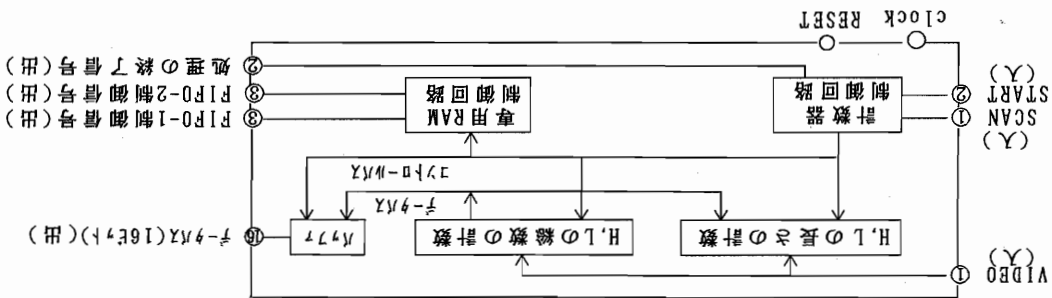 VIDEO ①
(入)
H,Lの長さの計数
H,Lの総数の計数
バッファ
⑯ データバス(16ビット)(出)
データバス
コントロールバス
(入)
SCAN ①
START ②
(入)
計数器
制御回路
専用RAM
制御回路
③ FIFO-1制御信号(出)
③ FIFO-2制御信号(出)
② 処理の終了信号(出)
clock RESET